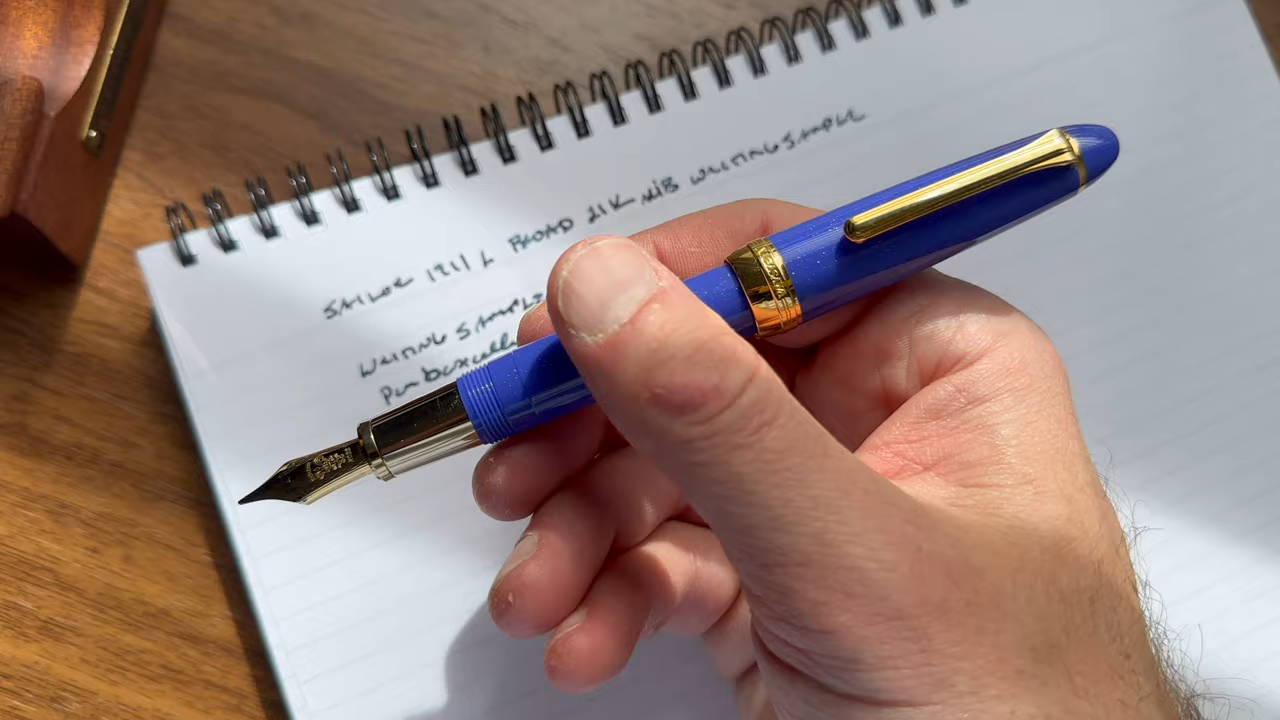 SAILOR 1911 L BROAD 21K NIB WRITING SAMPLE
WRITING SAMPLE